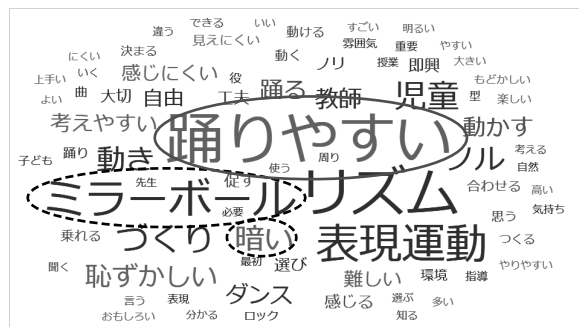 違う できる いい すごい 明るい
見えにくい 動ける 雰囲気 重要 やすい
にくい 決まる 動く ノリ 授業 即興 大きい
上手い いく 感じにくい 役 もどかしい
よい 曲 大切 自由 工夫 踊る 教師 児童 型 楽しい
考えやすい 踊りやすい 動かす
子ども 踊り 動き 使う 周り ノル 考える 自然
先生 促す 合わせる 高い
ミラーボール リズム 必要 思う 気持ち
乗れる づくり 暗い 表現運動 つくる
聞く 最初 選び やりやすい
恥ずかしい 難しい 環境 指導
言う 表現 ダンス 感じる 選ぶ 多い
おもしろい 分かる ロック 知る